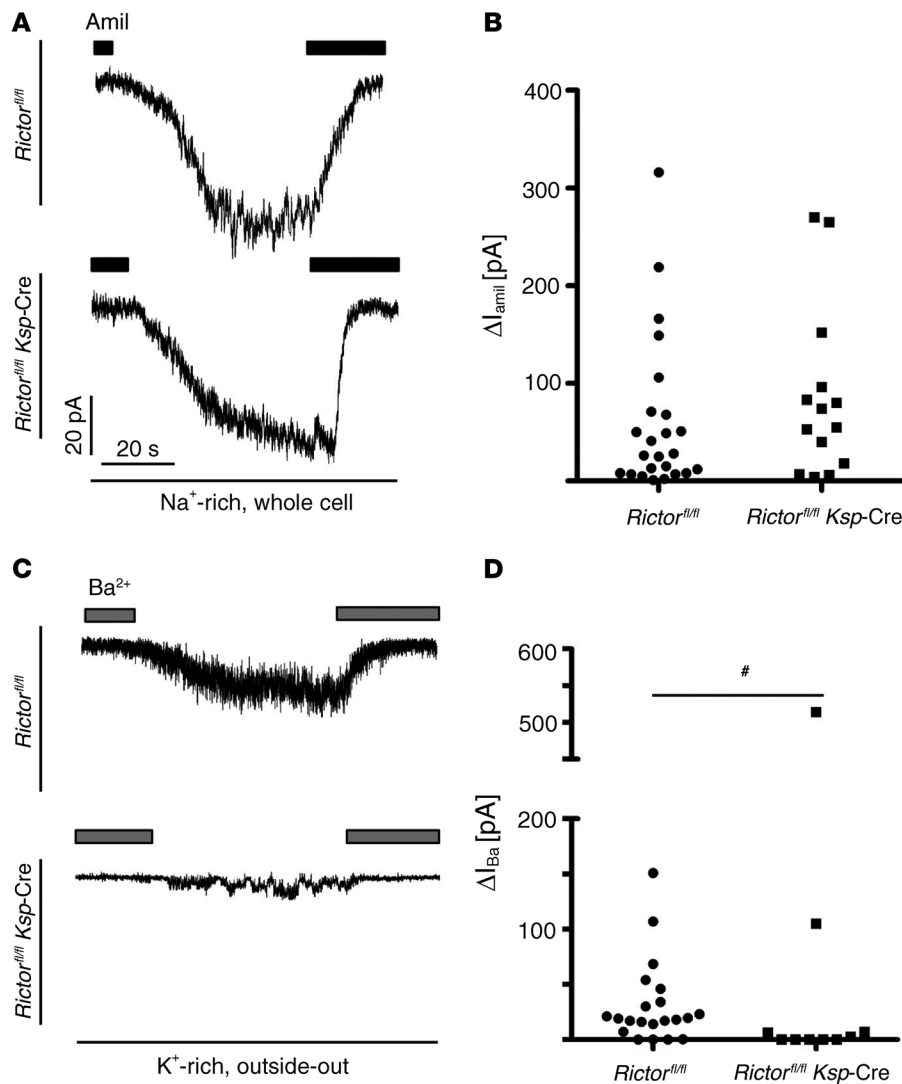 A
Amil
Rictorfl/fl
Rictorfl/fl Ksp-Cre
20 pA
20 s
Na+-rich, whole cell
B
400
300
200
100
ΔIamil [pA]
Rictorfl/fl
Rictorfl/fl Ksp-Cre
C
Ba2+
Rictorfl/fl
Rictorfl/fl Ksp-Cre
K+-rich, outside-out
D
600
500
200
100
ΔIBa [pA]
#
Rictorfl/fl
Rictorfl/fl Ksp-Cre